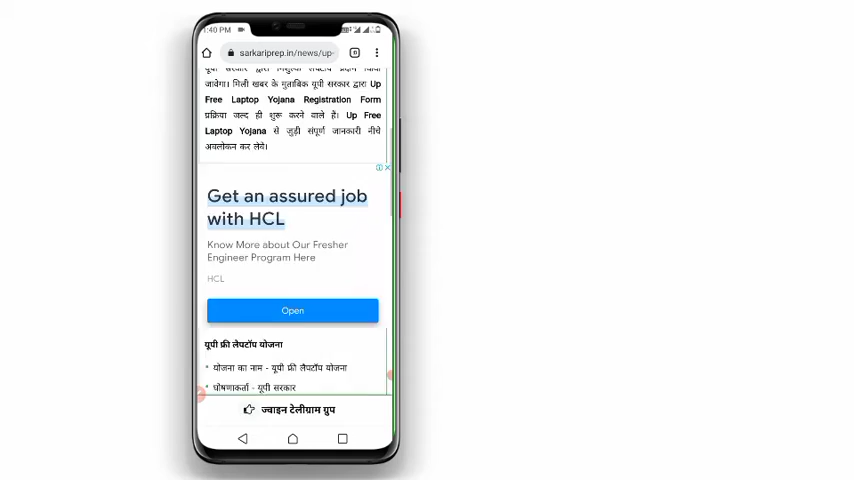 1:40 PM
sarkariprep.in/news/up-
यूपी सरकार द्वारा निशुल्क लैपटॉप प्रदान किया
जावेगा। मिली खबर के मुताबिक यूपी सरकार द्वारा Up
Free Laptop Yojana Registration Form
प्रक्रिया जल्द ही शुरू करने वाले है। Up Free
Laptop Yojana से जुड़ी संपूर्ण जानकारी नीचे
अवलोकन कर लेवे।
Get an assured job
with HCL
Know More about Our Fresher
Engineer Program Here
HCL
Open
यूपी फ्री लैपटॉप योजना
योजना का नाम - यूपी फ्री लैपटॉप योजना
घोषणाकर्ता - यूपी सरकार
ज्वाइन टेलीग्राम ग्रुप